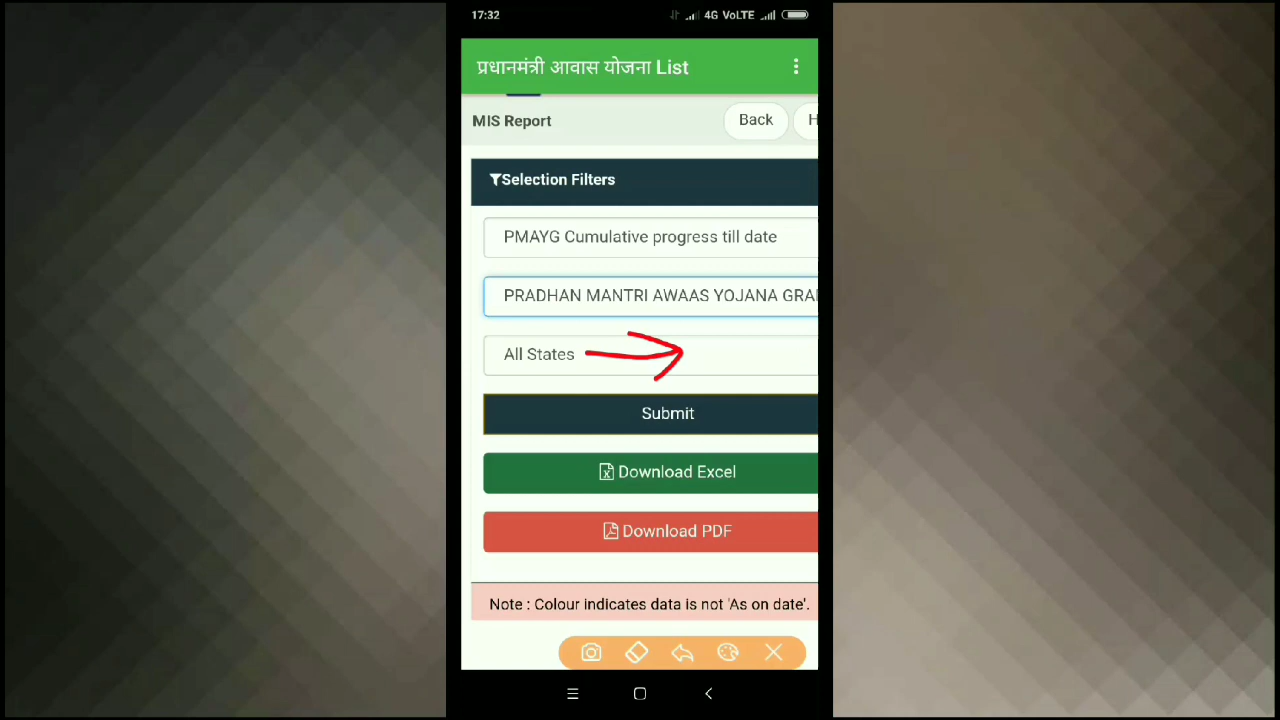 17:32 4G VoLTE
प्रधानमंत्री आवास योजना List
MIS Report Back H
Selection Filters
PMAYG Cumulative progress till date
PRADHAN MANTRI AWAAS YOJANA GRA
All States
Submit
Download Excel
Download PDF
Note : Colour indicates data is not 'As on date'.